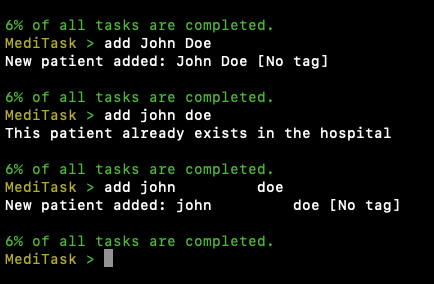 6% of all tasks are completed.
MediTask > add John Doe
New patient added: John Doe [No tag]
6% of all tasks are completed.
MediTask > add john doe
This patient already exists in the hospital
6% of all tasks are completed.
MediTask > add john         doe
New patient added: john         doe [No tag]
6% of all tasks are completed.
MediTask >